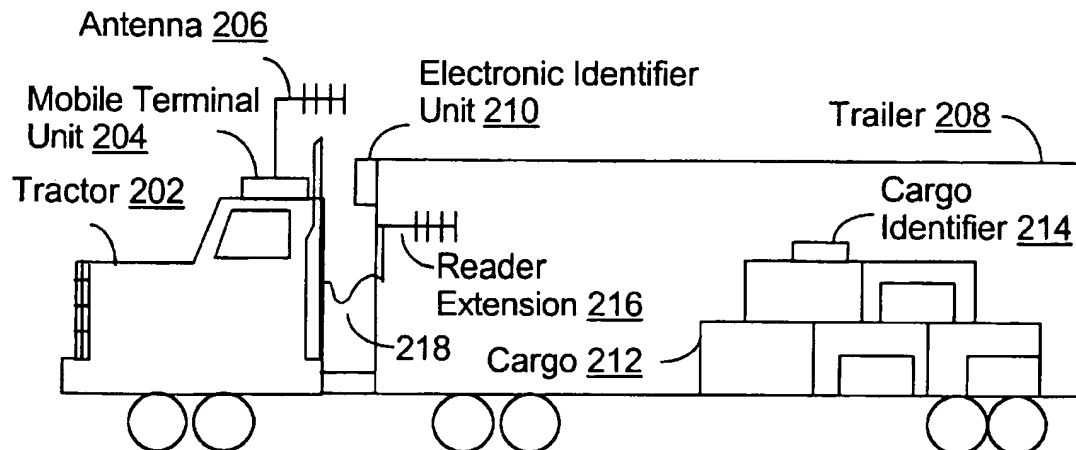 Antenna 206
Mobile Terminal
Unit 204
Tractor 202
Electronic Identifier
Unit 210
Trailer 208
Cargo
Identifier 214
Reader
Extension 216
218
Cargo 212